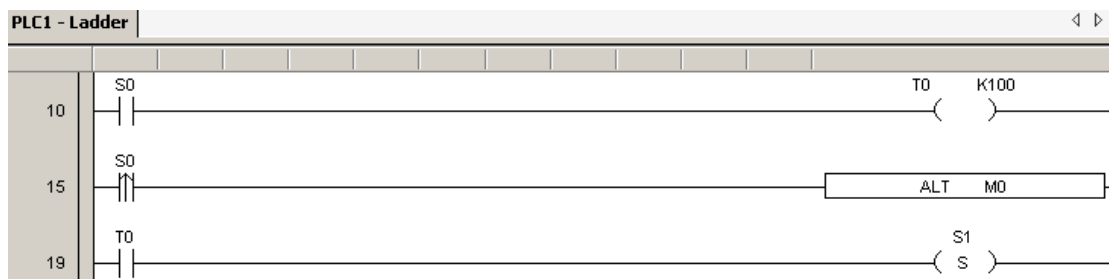 PLC1 - Ladder
S0 T0 K100
10
S0
15 ALT M0
T0 S1
19 S